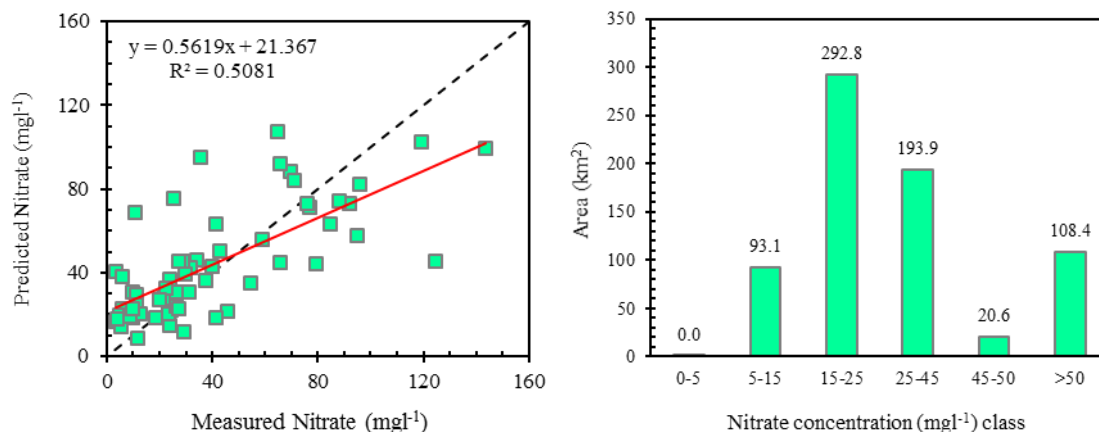 y = 0.5619x + 21.367
R² = 0.5081
Predicted Nitrate (mgl⁻¹)
160
120
80
40
0
0 40 80 120 160
Measured Nitrate (mgl⁻¹)
Area (km²)
350
300
250
200
150
100
50
0
0.0
93.1
292.8
193.9
20.6
108.4
0-5 5-15 15-25 25-45 45-50 >50
Nitrate concentration (mgl⁻¹) class